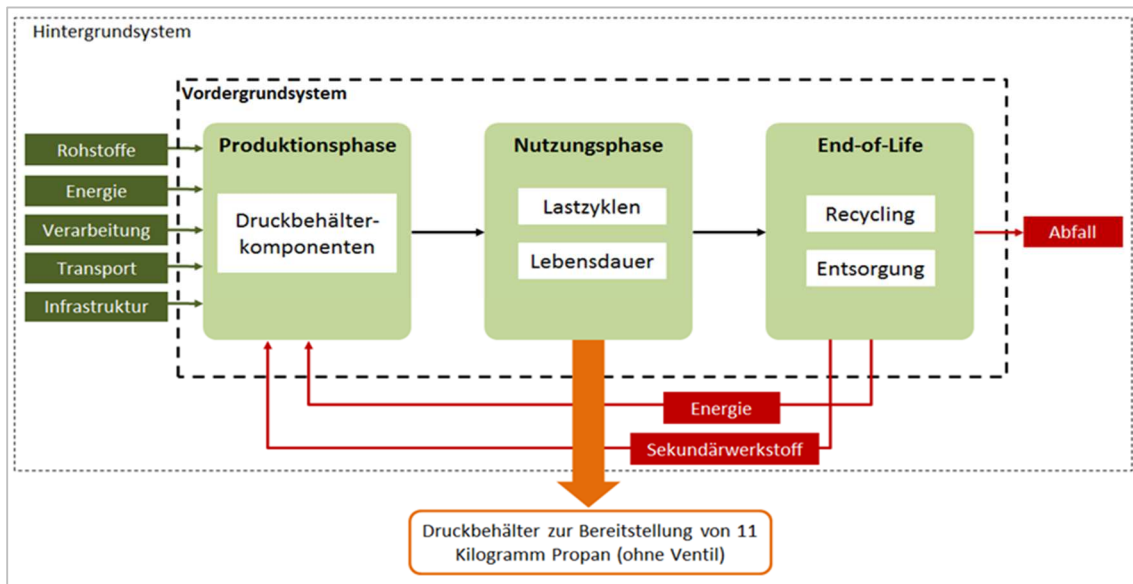 Hintergrundsystem
Vordergrundsystem
Rohstoffe
Energie
Verarbeitung
Transport
Infrastruktur
Produktionsphase
Druckbehälter-
komponenten
Nutzungsphase
Lastzyklen
Lebensdauer
End-of-Life
Recycling
Entsorgung
Abfall
Energie
Sekundärwerkstoff
Druckbehälter zur Bereitstellung von 11
Kilogramm Propan (ohne Ventil)